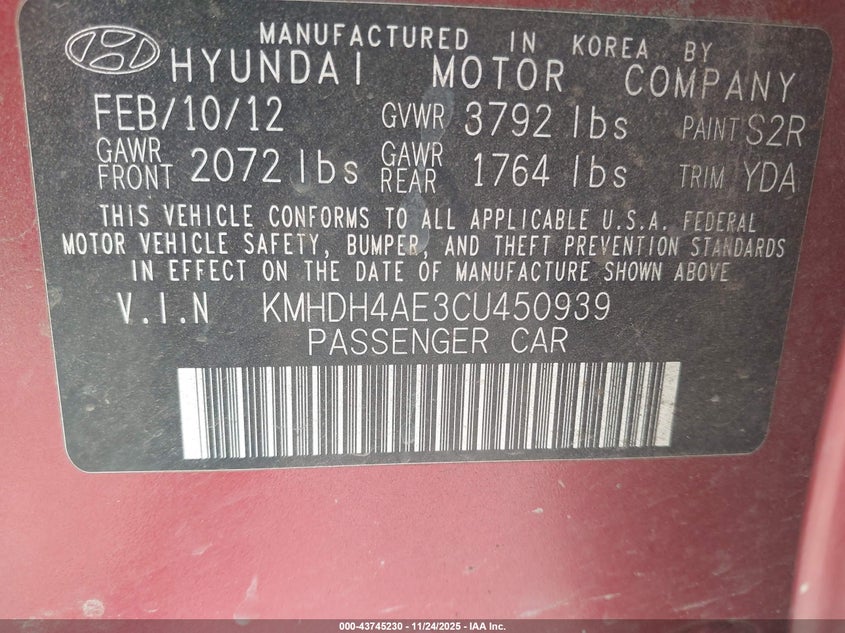 MANUFACTURED IN KOREA BY
HYUNDAI MOTOR COMPANY
FEB/10/12 GVWR 3792 lbs PAINT S2R
GAWR FRONT 2072 lbs GAWR REAR 1764 lbs TRIM YDA
THIS VEHICLE CONFORMS TO ALL APPLICABLE U.S.A. FEDERAL
MOTOR VEHICLE SAFETY, BUMPER, AND THEFT PREVENTION STANDARDS
IN EFFECT ON THE DATE OF MANUFACTURE SHOWN ABOVE
V.I.N KMHDH4AE3CU450939
PASSENGER CAR
000-43745230 - 11/24/2025 - IAA Inc.